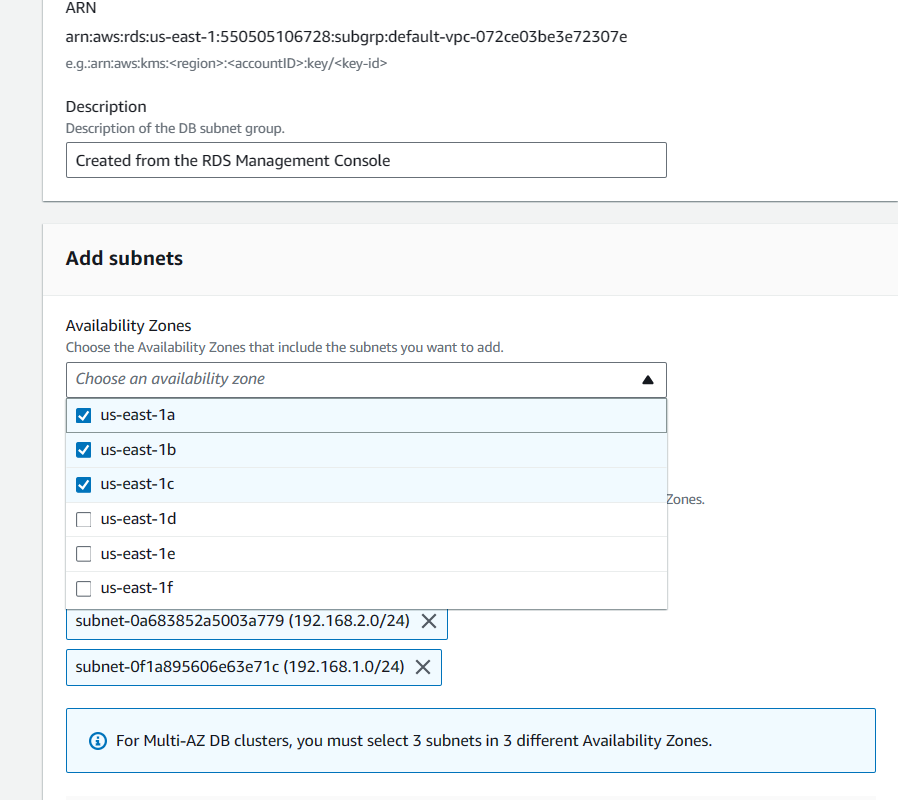 ARN
arn:aws:rds:us-east-1:550505106728:subgrp:default-vpc-072ce03be3e72307e
e.g.:arn:aws:kms:<region>:<accountID>:key/<key-id>
Description
Description of the DB subnet group.
Created from the RDS Management Console
Add subnets
Availability Zones
Choose the Availability Zones that include the subnets you want to add.
Choose an availability zone
us-east-1a
us-east-1b
us-east-1c
Zones.
us-east-1d
us-east-1e
us-east-1f
subnet-0a683852a5003a779 (192.168.2.0/24)
subnet-0f1a895606e63e71c (192.168.1.0/24)
For Multi-AZ DB clusters, you must select 3 subnets in 3 different Availability Zones.